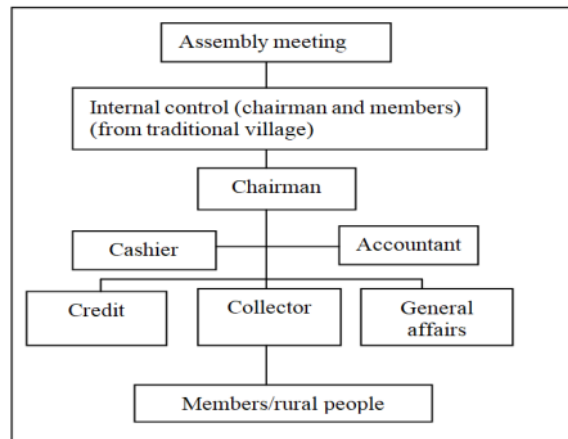 Assembly meeting
Internal control (chairman and members)
(from traditional village)
Chairman
Cashier
Accountant
Credit
Collector
General
affairs
Members/rural people